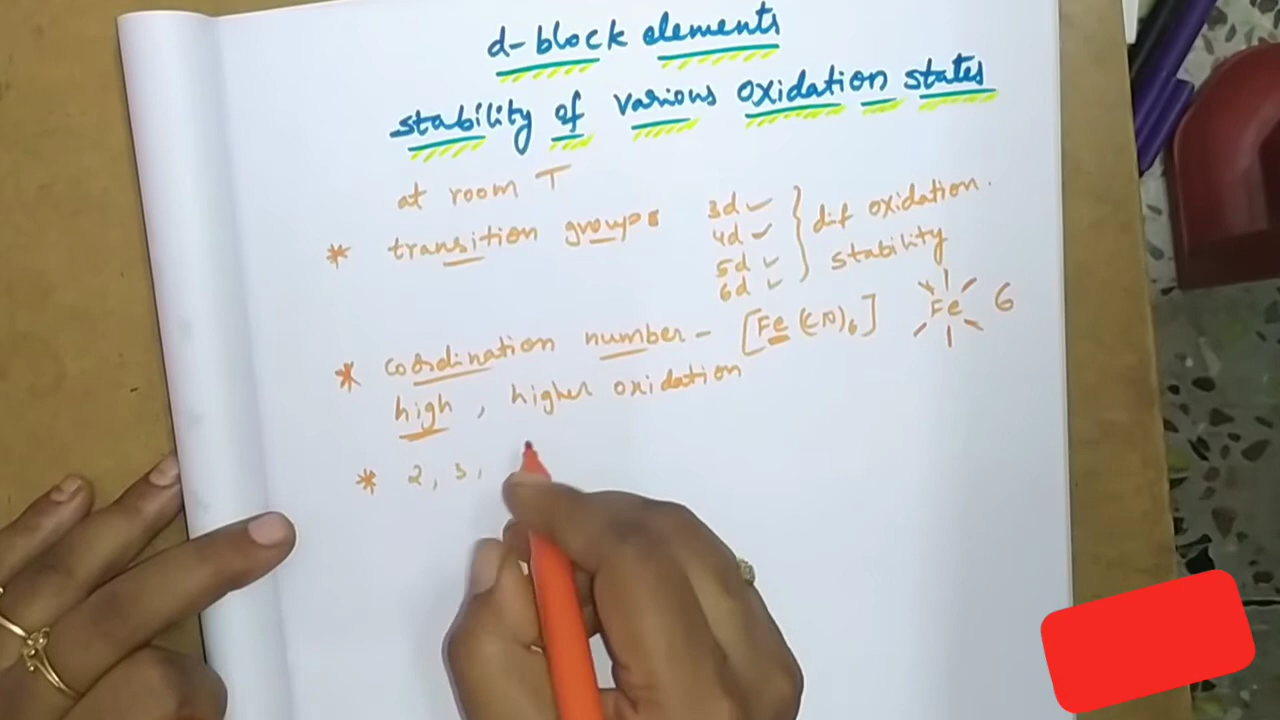 d-block elements
stability of various oxidation states
at room T
* transition groups 3d ✓ } dif oxidation.
4d ✓ stability
5d ✓
6d ✓
* coordination number - [Fe (CN)6] Fe 6
high , higher oxidation
* 2, 3,